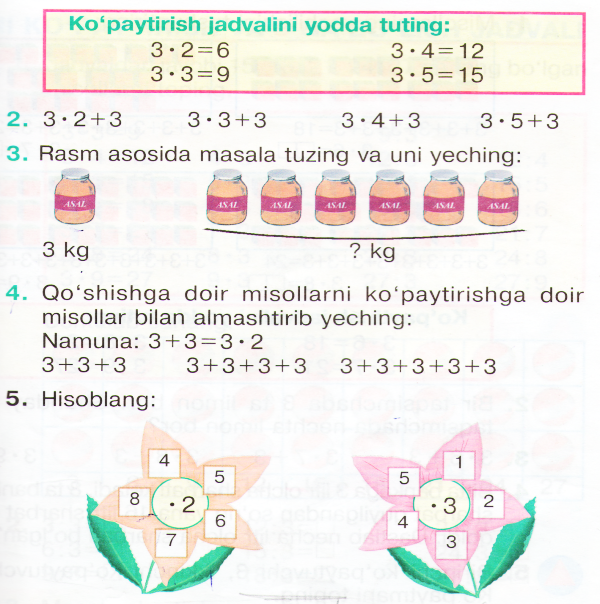 Ko‘paytirish jadvalini yodda tuting:
3·2=6 3·4=12
3·3=9 3·5=15
2. 3·2+3 3·3+3 3·4+3 3·5+3
3. Rasm asosida masala tuzing va uni yeching:
ASAL ASAL ASAL ASAL ASAL ASAL ASAL
3 kg ? kg
4. Qo‘shishga doir misollarni ko‘paytirishga doir
misollar bilan almashtirib yeching:
Namuna: 3+3=3·2
3+3+3 3+3+3+3 3+3+3+3+3
5. Hisoblang:
4
5
8
·2
6
7
1
5
2
·3
4
3